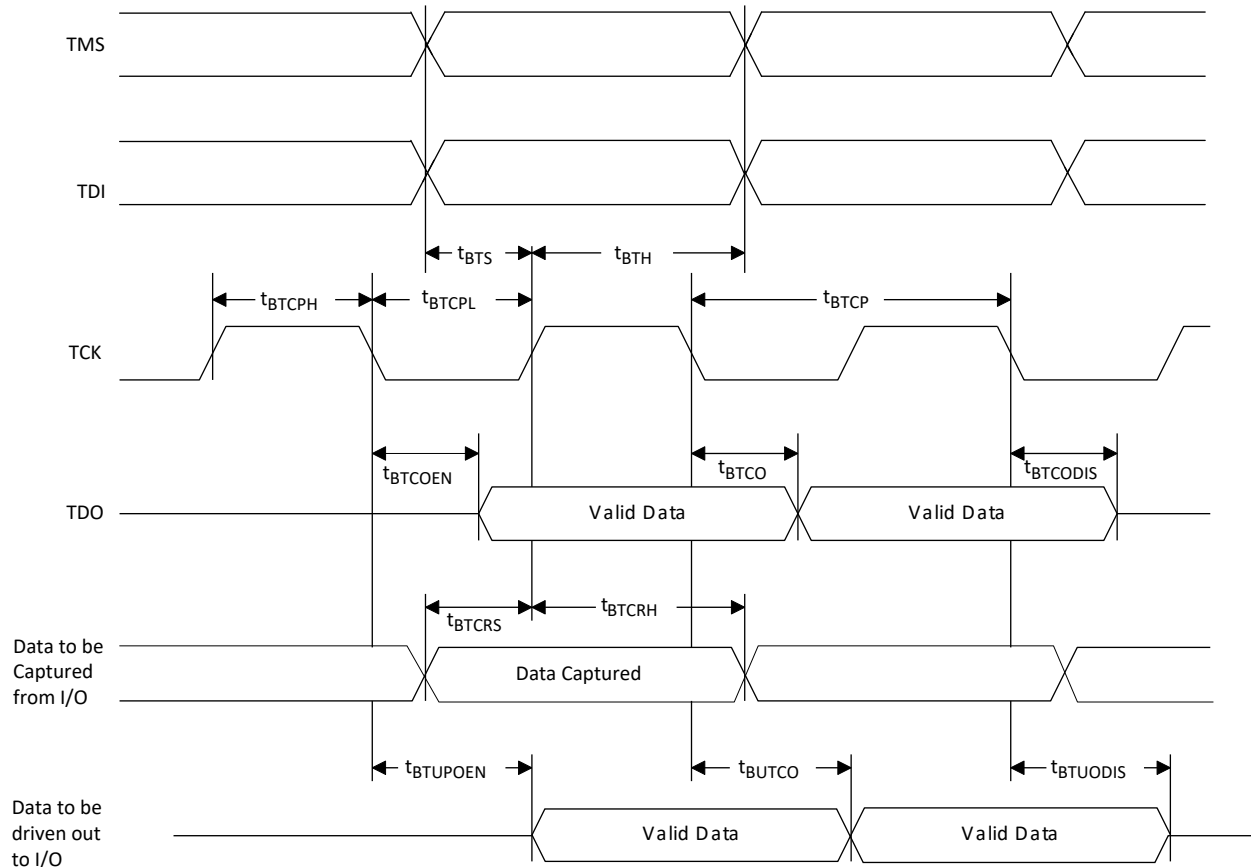 TMS
TDI
tBTS
tBTH
tBTCPH
tBTCPL
tBTCP
TCK
tBTCOEN
tBTCO
tBTCODIS
TDO
Valid Data
Valid Data
tBTCRS
tBTCRH
Data to be
Captured
from I/O
Data Captured
tBTUPOEN
tBUTCO
tBTUODIS
Data to be
driven out
to I/O
Valid Data
Valid Data